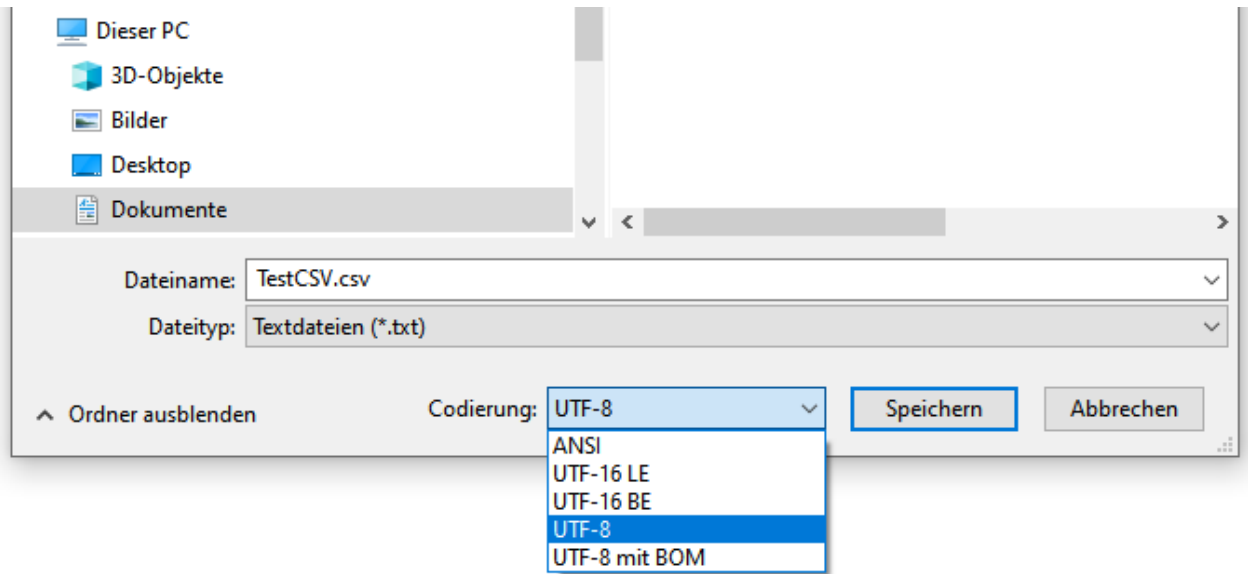 Dieser PC
3D-Objekte
Bilder
Desktop
Dokumente
Dateiname: TestCSV.csv
Dateityp: Textdateien (*.txt)
Ordner ausblenden Codierung: UTF-8 Speichern Abbrechen
ANSI
UTF-16 LE
UTF-16 BE
UTF-8
UTF-8 mit BOM